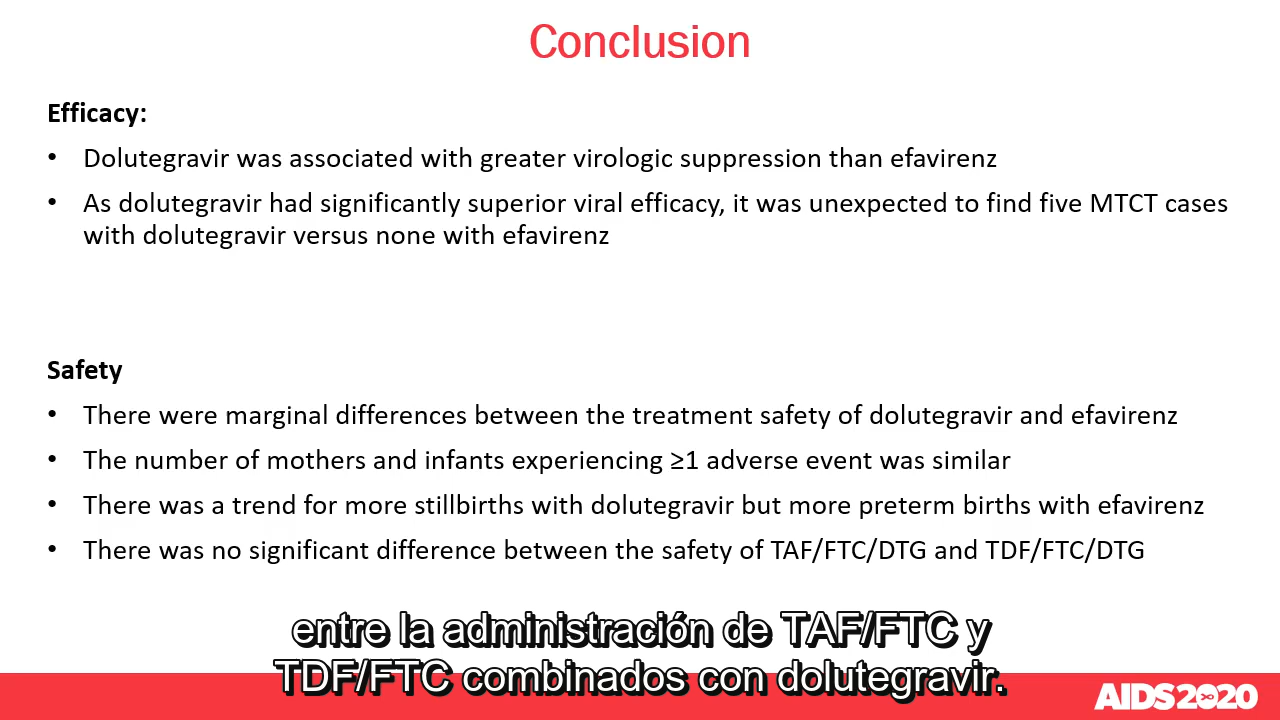 Conclusion
Efficacy:
• Dolutegravir was associated with greater virologic suppression than efavirenz
• As dolutegravir had significantly superior viral efficacy, it was unexpected to find five MTCT cases
with dolutegravir versus none with efavirenz
Safety
• There were marginal differences between the treatment safety of dolutegravir and efavirenz
• The number of mothers and infants experiencing ≥1 adverse event was similar
• There was a trend for more stillbirths with dolutegravir but more preterm births with efavirenz
• There was no significant difference between the safety of TAF/FTC/DTG and TDF/FTC/DTG
entre la administración de TAF/FTC y
TDF/FTC combinados con dolutegravir.
AIDS2020